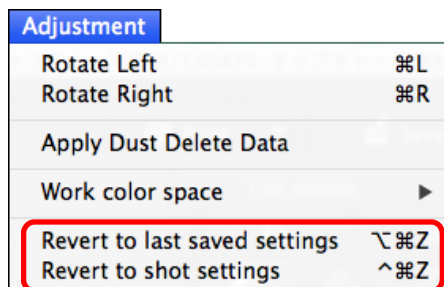 Adjustment
Rotate Left ⌘L
Rotate Right ⌘R
Apply Dust Delete Data
Work color space ▶
Revert to last saved settings ⌥⌘Z
Revert to shot settings ^⌘Z